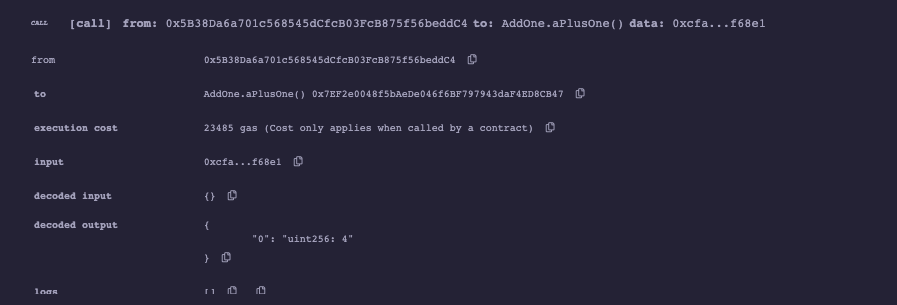 CALL [call] from: 0x5B38Da6a701c568545dCfcB03FcB875f56beddC4 to: AddOne.aPlusOne() data: 0xcfa...f68e1
from 0x5B38Da6a701c568545dCfcB03FcB875f56beddC4
to AddOne.aPlusOne() 0x7EF2e0048f5bAeDe046f6BF797943daF4ED8CB47
execution cost 23485 gas (Cost only applies when called by a contract)
input 0xcfa...f68e1
decoded input {}
decoded output {
"0": "uint256: 4"
}
logs []